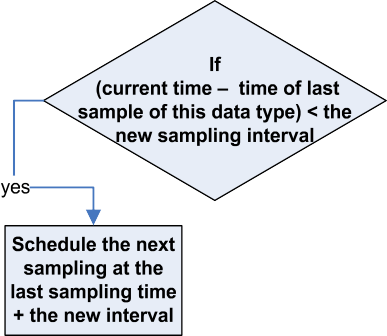 If
(current time – time of last
sample of this data type) < the
new sampling interval
yes
Schedule the next
sampling at the
last sampling time
+ the new interval